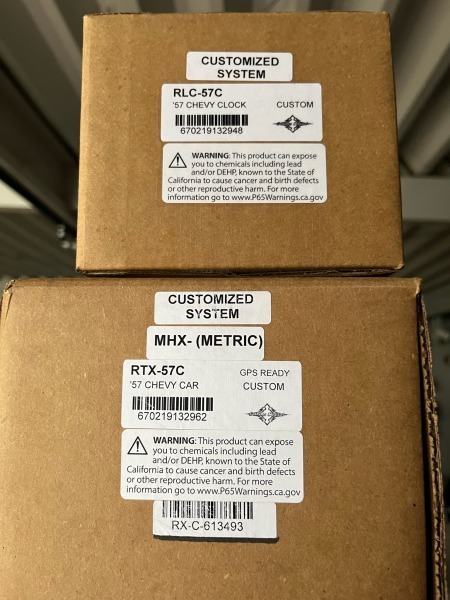 CUSTOMIZED
SYSTEM
RLC-57C
'57 CHEVY CLOCK CUSTOM
670219132948
WARNING: This product can expose
you to chemicals including lead
and/or DEHP, known to the State of
California to cause cancer and birth defects
or other reproductive harm. For more
information go to www.P65Warnings.ca.gov
CUSTOMIZED
SYSTEM
MHX- (METRIC)
RTX-57C GPS READY
'57 CHEVY CAR CUSTOM
670219132962
WARNING: This product can expose
you to chemicals including lead
and/or DEHP, known to the State of
California to cause cancer and birth defects
or other reproductive harm. For more
information go to www.P65Warnings.ca.gov
RX-C-613493